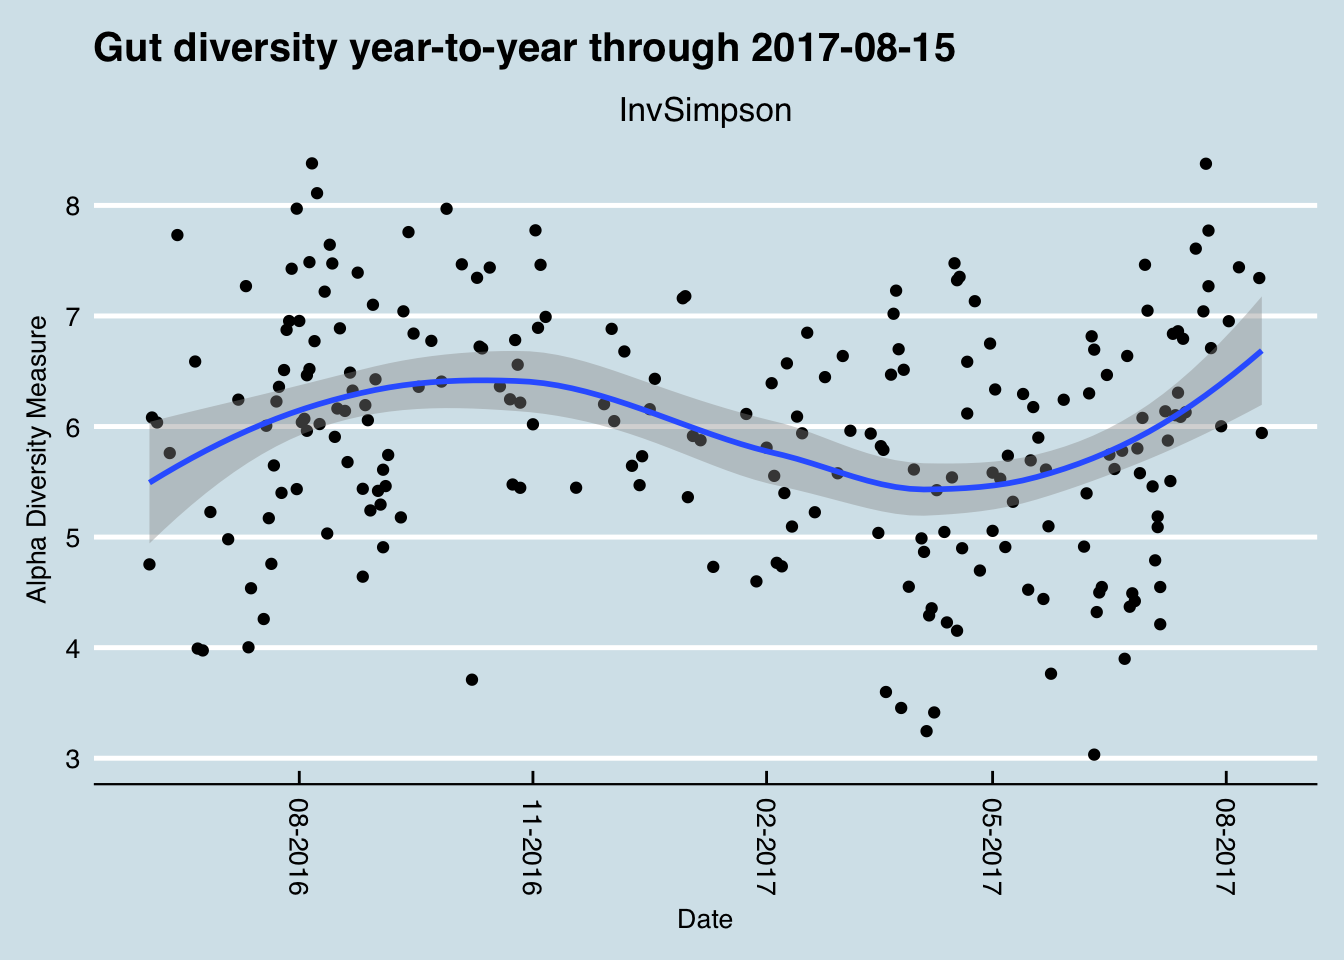 Gut diversity year-to-year through 2017-08-15
InvSimpson
Alpha Diversity Measure
8
7
6
5
4
3
08-2016
11-2016
02-2017
05-2017
08-2017
Date